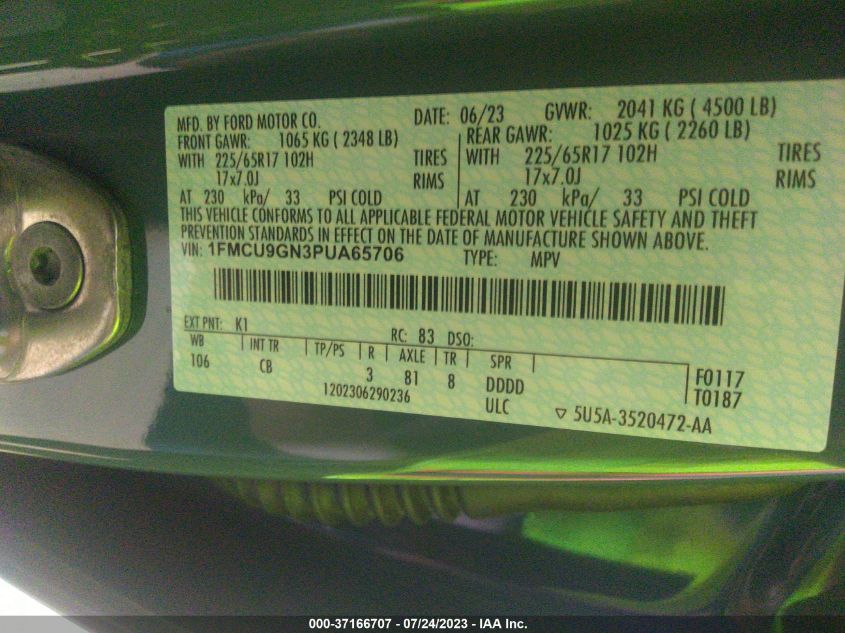 MFD. BY FORD MOTOR CO. DATE: 06/23 GVWR: 2041 KG ( 4500 LB)
FRONT GAWR: 1065 KG ( 2348 LB) REAR GAWR: 1025 KG ( 2260 LB)
WITH 225/65R17 102H TIRES WITH 225/65R17 102H TIRES
17x7.0J RIMS 17x7.0J RIMS
AT 230 kPa/ 33 PSI COLD AT 230 kPa/ 33 PSI COLD
THIS VEHICLE CONFORMS TO ALL APPLICABLE FEDERAL MOTOR VEHICLE SAFETY AND THEFT
PREVENTION STANDARDS IN EFFECT ON THE DATE OF MANUFACTURE SHOWN ABOVE.
VIN: 1FMCU9GN3PUA65706 TYPE: MPV
EXT PNT: K1 RC: 83 DSO:
WB INT TR TP/PS R AXLE TR SPR
106 CB 3 81 8 DDDD F0117
1202306290236 ULC T0187
5U5A-3520472-AA
000-37166707 - 07/24/2023 - IAA Inc.